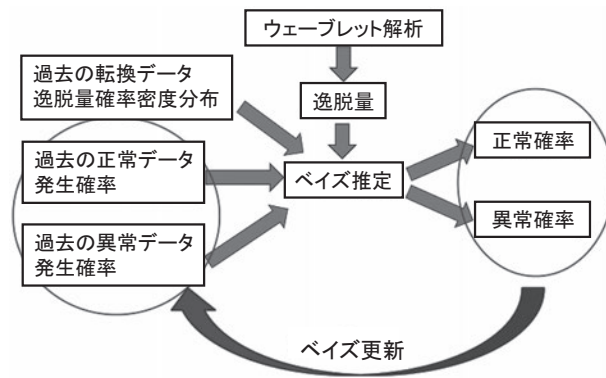 ウェーブレット解析
過去の転換データ
逸脱量確率密度分布
逸脱量
過去の正常データ
発生確率
ベイズ推定
正常確率
過去の異常データ
発生確率
異常確率
ベイズ更新